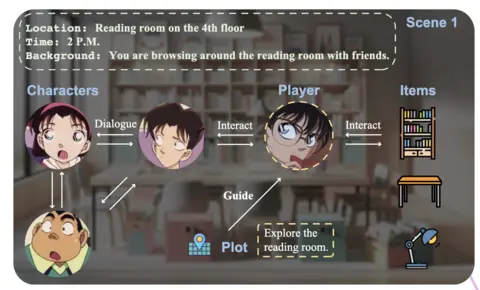 Scene 1
Location: Reading room on the 4th floor
Time: 2 P.M.
Background: You are browsing around the reading room with friends.
Characters
Player
Items
Dialogue
Interact
Interact
Guide
Plot
Explore the
reading room.